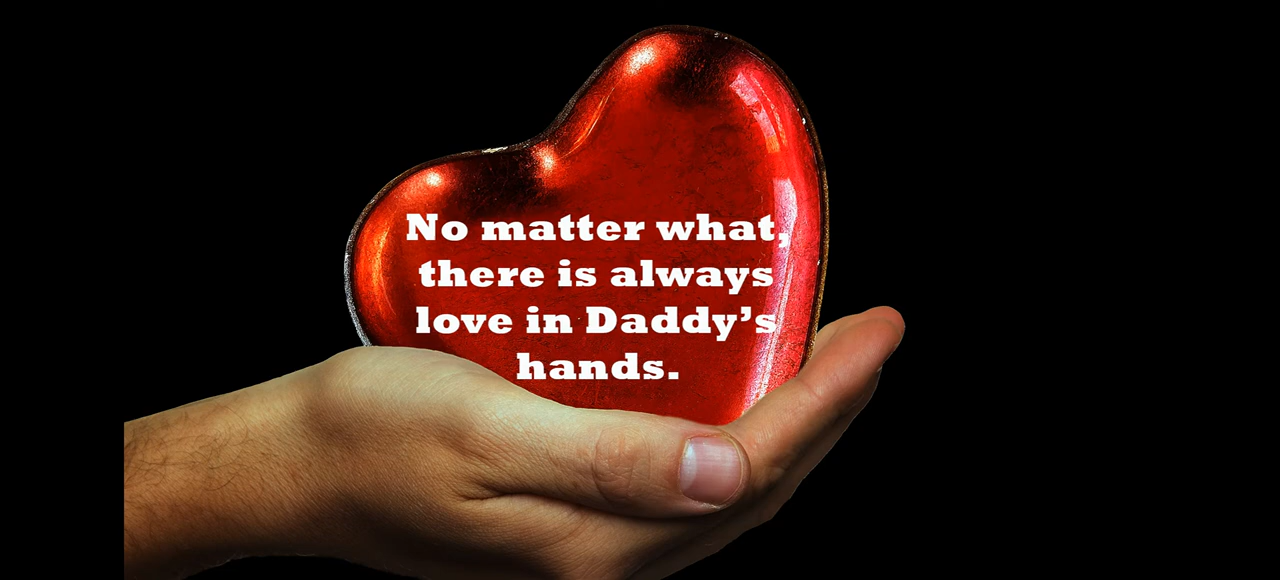 No matter what,
there is always
love in Daddy’s
hands.